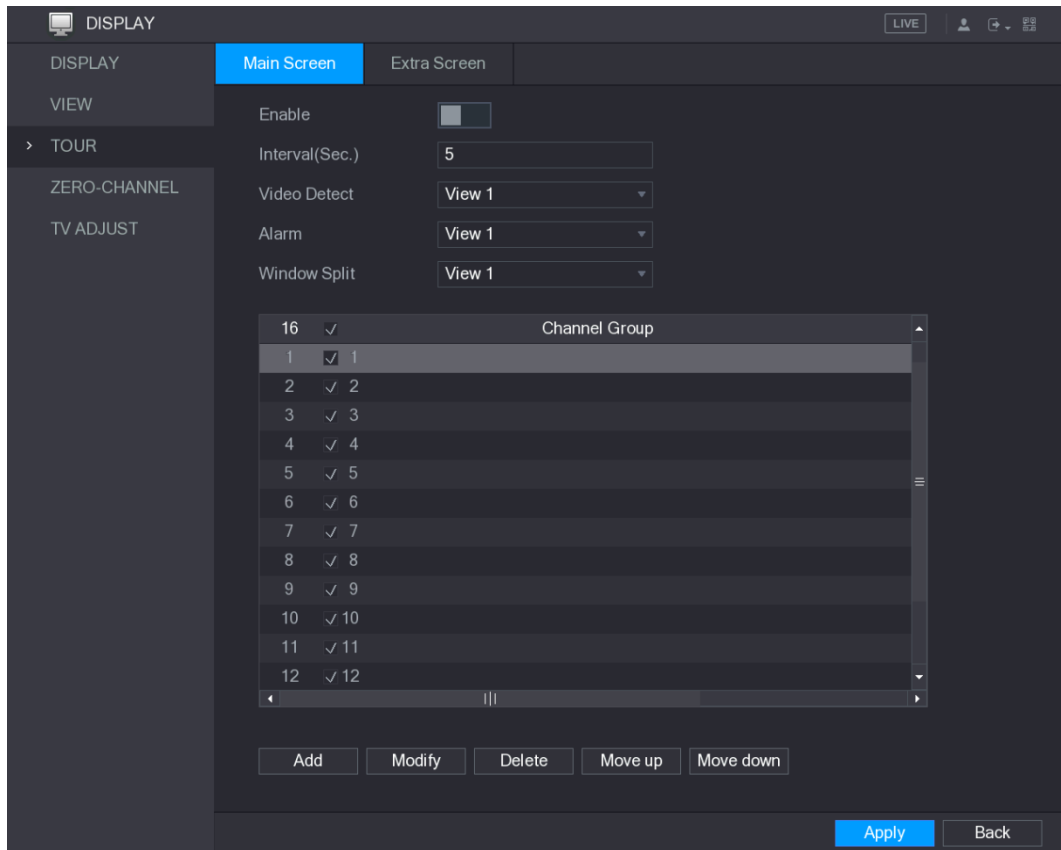 DISPLAY LIVE
DISPLAY
Main Screen Extra Screen
VIEW
Enable
TOUR
Interval(Sec.) 5
ZERO-CHANNEL
Video Detect View 1
TV ADJUST
Alarm View 1
Window Split View 1
16 Channel Group
1 1
2 2
3 3
4 4
5 5
6 6
7 7
8 8
9 9
10 10
11 11
12 12
Add Modify Delete Move up Move down
Apply Back